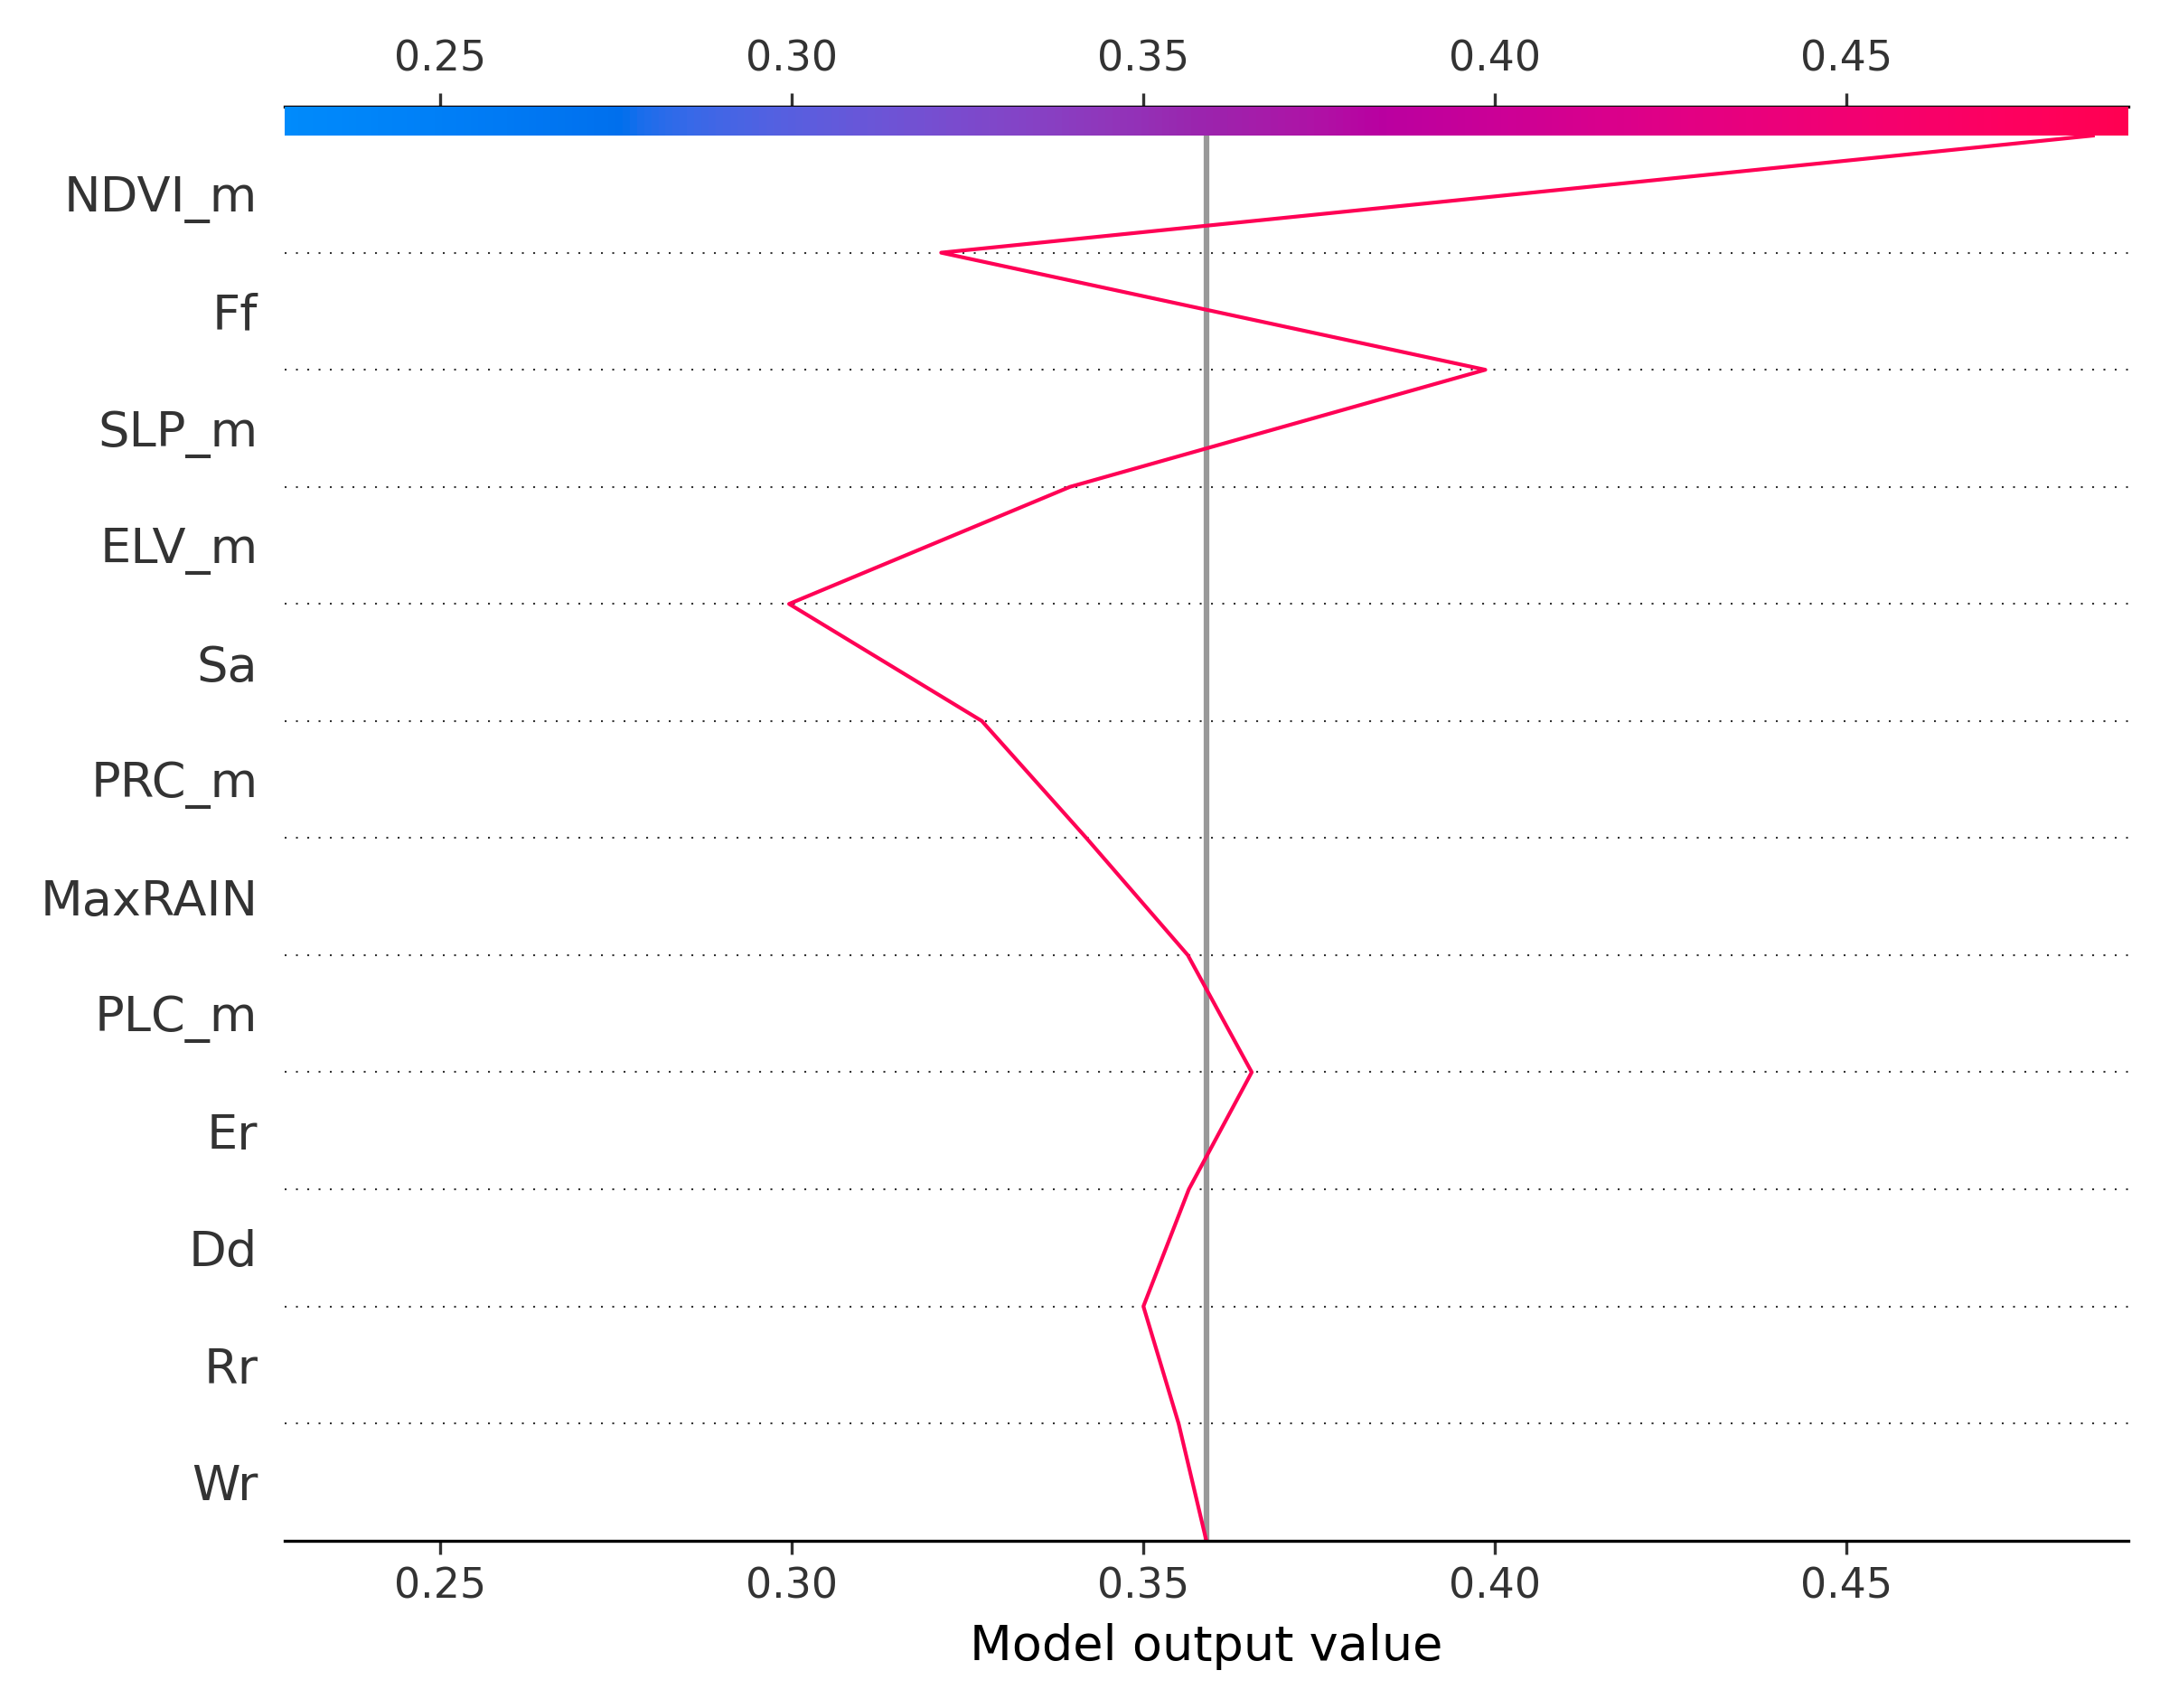 0.25 0.30 0.35 0.40 0.45
NDVI_m
Ff
SLP_m
ELV_m
Sa
PRC_m
MaxRAIN
PLC_m
Er
Dd
Rr
Wr
0.25 0.30 0.35 0.40 0.45
Model output value